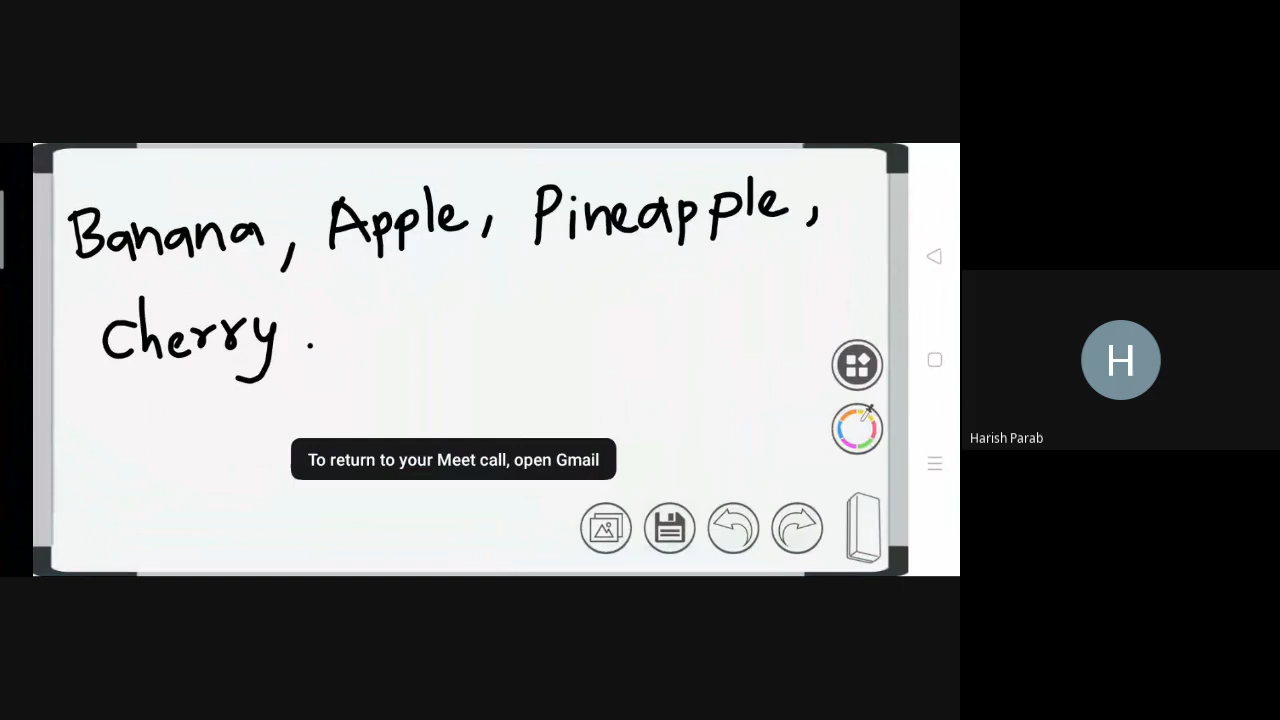 Banana, Apple, Pineapple,
Cherry.
To return to your Meet call, open Gmail
H
Harish Parab